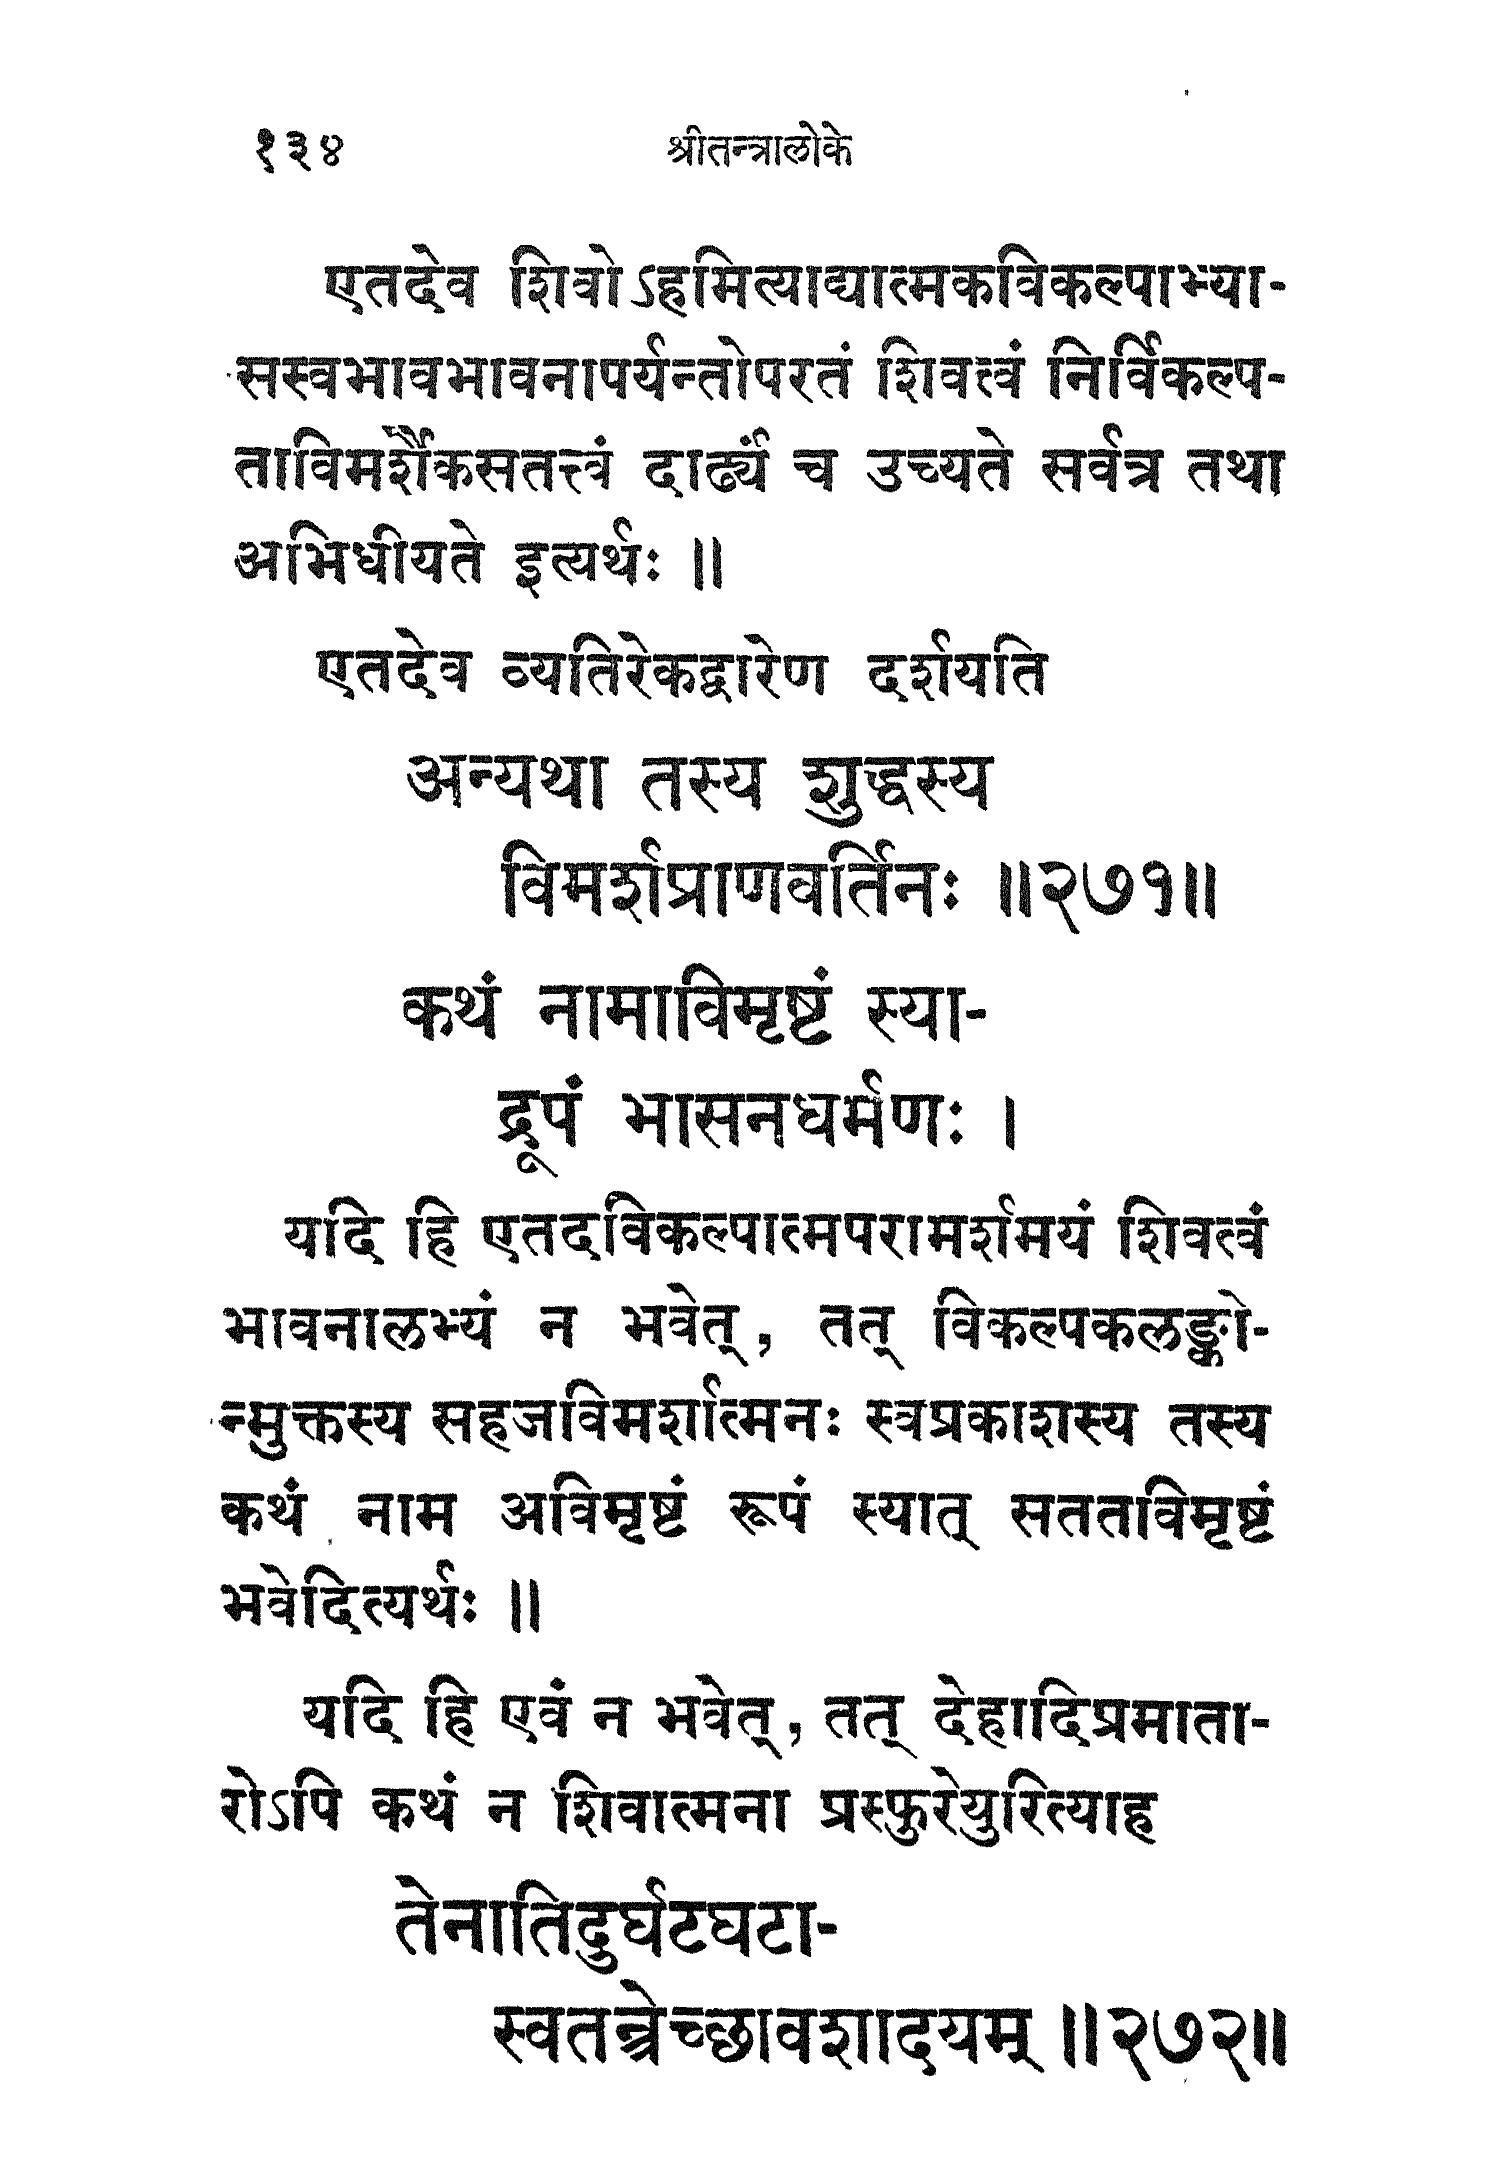 १३४ श्रीतन्त्रालोके
एतदेव शिवोऽहमित्याद्यात्मकविकल्पाभ्या-
सस्वभावभावनापर्यन्तोपरतं शिवत्वं निर्विकल्प-
ताविमर्शैकसतत्त्वं दार्ढ्यं च उच्यते सर्वत्र तथा
अभिधीयते इत्यर्थः ॥
एतदेव व्यतिरेकद्वारेण दर्शयति
अन्यथा तस्य शुद्धस्य
विमर्शप्राणवर्तिनः ॥२७१॥
कथं नामाविमृष्टं स्या-
द्रूपं भासनधर्मणः ।
यदि हि एतदविकल्पात्मपरामर्शमयं शिवत्वं
भावनालभ्यं न भवेत्, तत् विकल्पकलङ्को-
न्मुक्तस्य सहजविमर्शात्मनः स्वप्रकाशस्य तस्य
कथं नाम अविमृष्टं रूपं स्यात् सततविमृष्टं
भवेदित्यर्थः ॥
यदि हि एवं न भवेत्, तत् देहादिप्रमाता-
रोऽपि कथं न शिवात्मना प्रस्फुरेयुरित्याह
तेनातिदुर्घटघटा-
स्वतन्त्रेच्छावशादयम् ॥२७२॥